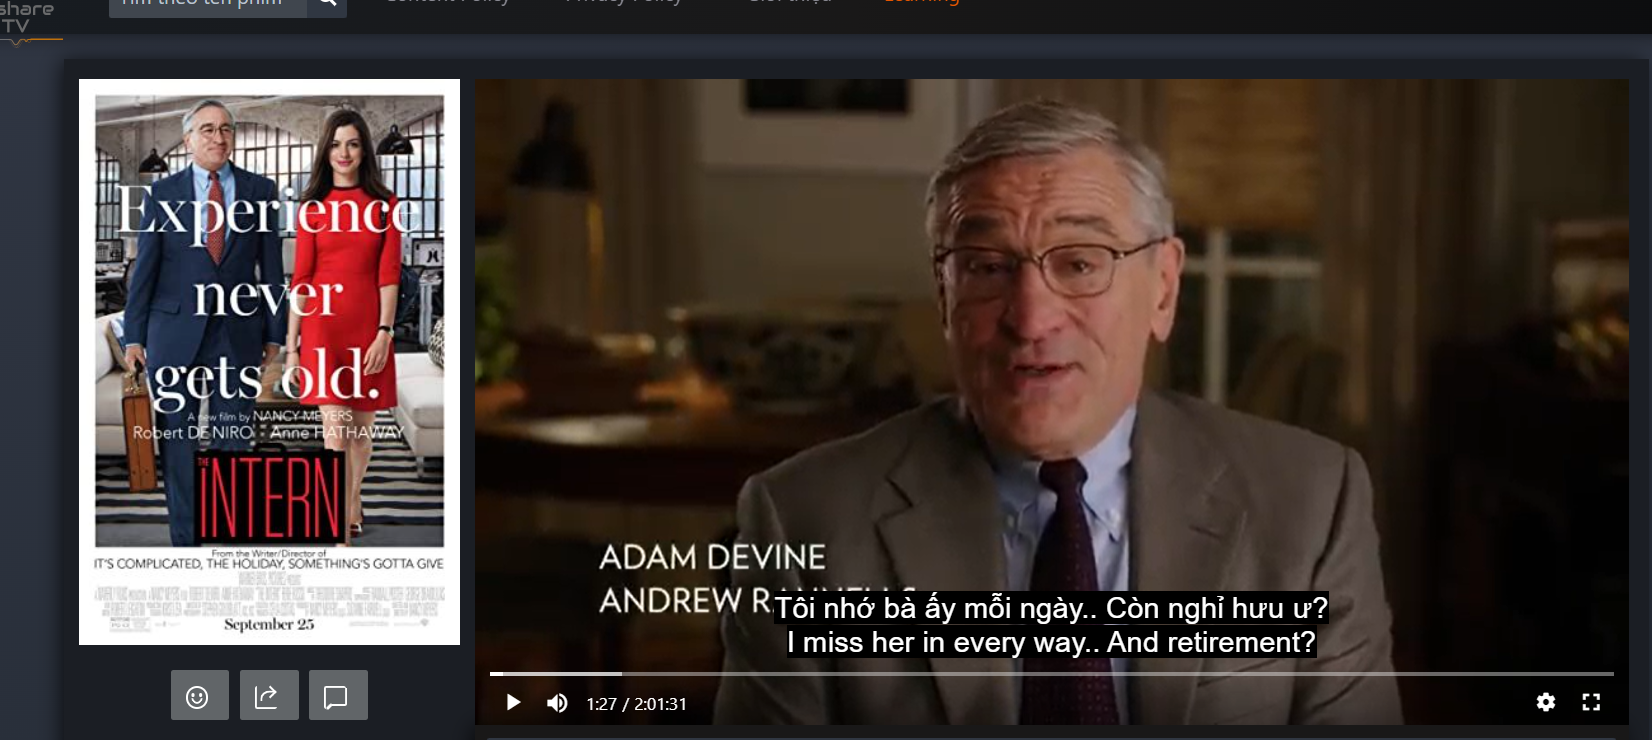 share
TV
Tìm theo tên phim
Content Policy
Privacy Policy
Giới thiệu
Learning
Experience
never
gets old.
A new film by NANCY MEYERS
Robert DE NIRO Anne HATHAWAY
THE
INTERN
From the Writer/Director of
IT'S COMPLICATED, THE HOLIDAY, SOMETHING'S GOTTA GIVE
September 25
ADAM DEVINE
ANDREW
Tôi nhớ bà ấy mỗi ngày.. Còn nghỉ hưu ư?
I miss her in every way.. And retirement?
1:27 / 2:01:31